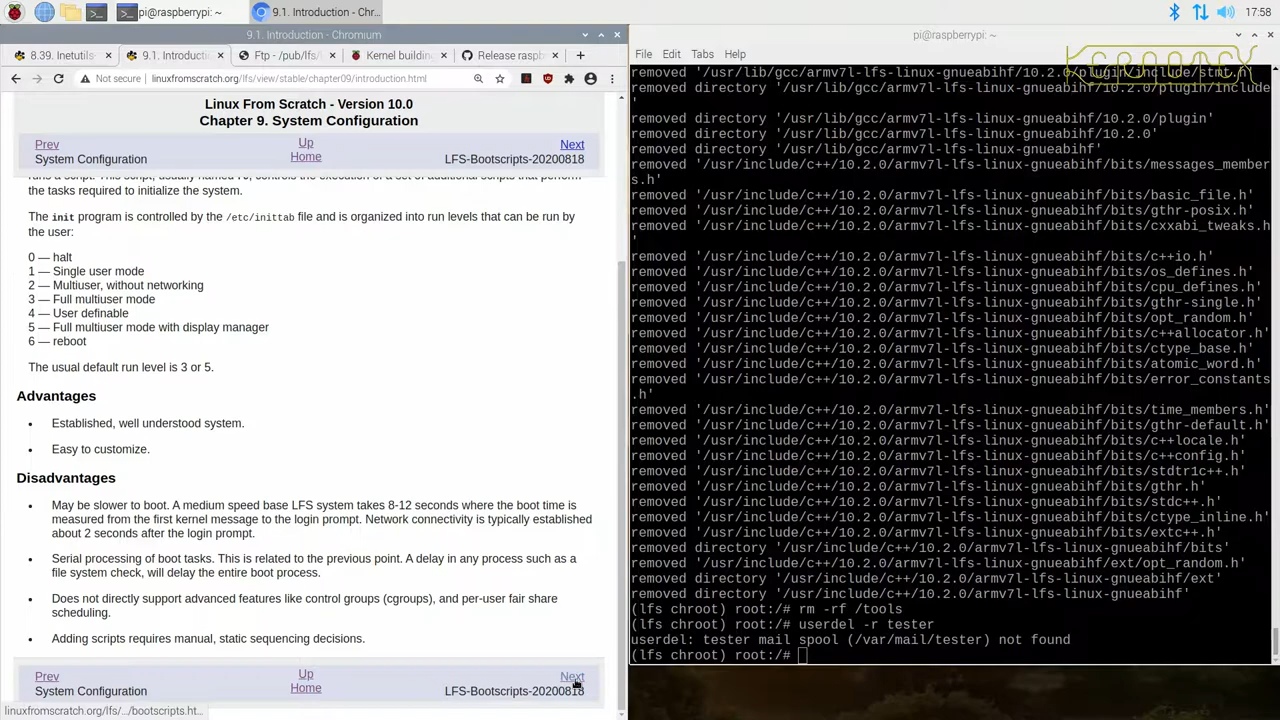 pi@raspberrypi: ~
9.1. Introduction - Chr...
17:58
9.1. Introduction - Chromium
8.39. Inetutils-
9.1. Introducti
Ftp - /pub/lfs/
Kernel building
Release raspb
Not secure | linuxfromscratch.org/lfs/view/stable/chapter09/introduction.html
Linux From Scratch - Version 10.0
Chapter 9. System Configuration
Prev Up Next
System Configuration Home LFS-Bootscripts-20200818
the tasks required to initialize the system.
The init program is controlled by the /etc/inittab file and is organized into run levels that can be run by
the user:
0 — halt
1 — Single user mode
2 — Multiuser, without networking
3 — Full multiuser mode
4 — User definable
5 — Full multiuser mode with display manager
6 — reboot
The usual default run level is 3 or 5.
Advantages
• Established, well understood system.
• Easy to customize.
Disadvantages
• May be slower to boot. A medium speed base LFS system takes 8-12 seconds where the boot time is
measured from the first kernel message to the login prompt. Network connectivity is typically established
about 2 seconds after the login prompt.
• Serial processing of boot tasks. This is related to the previous point. A delay in any process such as a
file system check, will delay the entire boot process.
• Does not directly support advanced features like control groups (cgroups), and per-user fair share
scheduling.
• Adding scripts requires manual, static sequencing decisions.
Prev Up Next
System Configuration Home LFS-Bootscripts-20200818
linuxfromscratch.org/lfs/.../bootscripts.ht...
pi@raspberrypi: ~
File Edit Tabs Help
removed '/usr/lib/gcc/armv7l-lfs-linux-gnueabihf/10.2.0/plugin/include/stmt.h'
removed directory '/usr/lib/gcc/armv7l-lfs-linux-gnueabihf/10.2.0/plugin/include
'
removed directory '/usr/lib/gcc/armv7l-lfs-linux-gnueabihf/10.2.0/plugin'
removed directory '/usr/lib/gcc/armv7l-lfs-linux-gnueabihf/10.2.0'
removed directory '/usr/lib/gcc/armv7l-lfs-linux-gnueabihf'
removed '/usr/include/c++/10.2.0/armv7l-lfs-linux-gnueabihf/bits/messages_member
s.h'
removed '/usr/include/c++/10.2.0/armv7l-lfs-linux-gnueabihf/bits/basic_file.h'
removed '/usr/include/c++/10.2.0/armv7l-lfs-linux-gnueabihf/bits/gthr-posix.h'
removed '/usr/include/c++/10.2.0/armv7l-lfs-linux-gnueabihf/bits/cxxabi_tweaks.h
'
removed '/usr/include/c++/10.2.0/armv7l-lfs-linux-gnueabihf/bits/c++io.h'
removed '/usr/include/c++/10.2.0/armv7l-lfs-linux-gnueabihf/bits/os_defines.h'
removed '/usr/include/c++/10.2.0/armv7l-lfs-linux-gnueabihf/bits/cpu_defines.h'
removed '/usr/include/c++/10.2.0/armv7l-lfs-linux-gnueabihf/bits/gthr-single.h'
removed '/usr/include/c++/10.2.0/armv7l-lfs-linux-gnueabihf/bits/opt_random.h'
removed '/usr/include/c++/10.2.0/armv7l-lfs-linux-gnueabihf/bits/c++allocator.h'
removed '/usr/include/c++/10.2.0/armv7l-lfs-linux-gnueabihf/bits/ctype_base.h'
removed '/usr/include/c++/10.2.0/armv7l-lfs-linux-gnueabihf/bits/atomic_word.h'
removed '/usr/include/c++/10.2.0/armv7l-lfs-linux-gnueabihf/bits/error_constants
.h'
removed '/usr/include/c++/10.2.0/armv7l-lfs-linux-gnueabihf/bits/time_members.h'
removed '/usr/include/c++/10.2.0/armv7l-lfs-linux-gnueabihf/bits/gthr-default.h'
removed '/usr/include/c++/10.2.0/armv7l-lfs-linux-gnueabihf/bits/c++locale.h'
removed '/usr/include/c++/10.2.0/armv7l-lfs-linux-gnueabihf/bits/c++config.h'
removed '/usr/include/c++/10.2.0/armv7l-lfs-linux-gnueabihf/bits/stdtr1c++.h'
removed '/usr/include/c++/10.2.0/armv7l-lfs-linux-gnueabihf/bits/gthr.h'
removed '/usr/include/c++/10.2.0/armv7l-lfs-linux-gnueabihf/bits/stdc++.h'
removed '/usr/include/c++/10.2.0/armv7l-lfs-linux-gnueabihf/bits/ctype_inline.h'
removed '/usr/include/c++/10.2.0/armv7l-lfs-linux-gnueabihf/bits/extc++.h'
removed directory '/usr/include/c++/10.2.0/armv7l-lfs-linux-gnueabihf/bits'
removed '/usr/include/c++/10.2.0/armv7l-lfs-linux-gnueabihf/ext/opt_random.h'
removed directory '/usr/include/c++/10.2.0/armv7l-lfs-linux-gnueabihf/ext'
removed directory '/usr/include/c++/10.2.0/armv7l-lfs-linux-gnueabihf'
(lfs chroot) root:/# rm -rf /tools
(lfs chroot) root:/# userdel -r tester
userdel: tester mail spool (/var/mail/tester) not found
(lfs chroot) root:/#